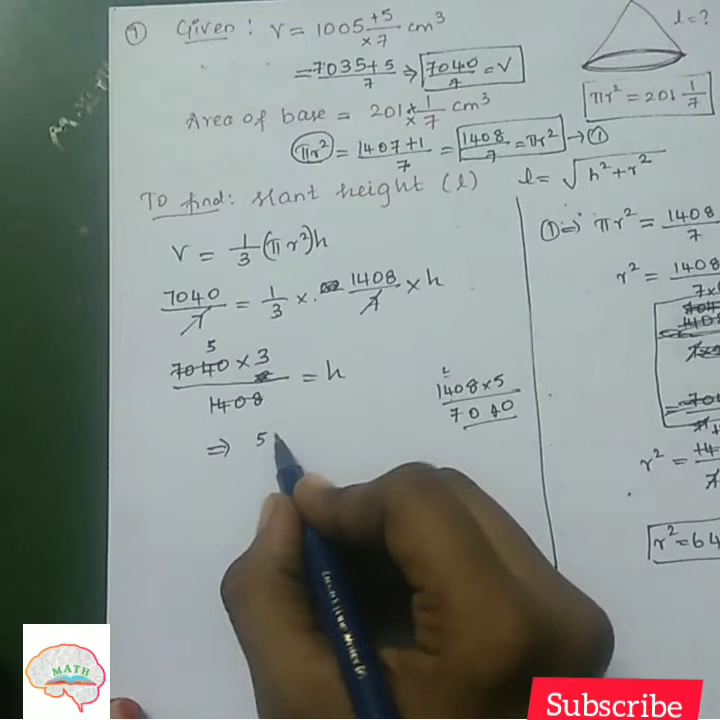 ① Given : V = 1005 +5/×7 cm³
l = ?
= 7035+5/7 ⇒ 7040/7 = V
πr² = 201 1/7
Area of base = 201 +/× 1/7 cm³
πr² = 1407+1/7 = 1408/7 = πr² → ①
To find: slant height (l) l = √h²+r²
V = 1/3 (πr²)h
① ⇒ πr² = 1408/7
7040/7 = 1/3 × 1408/7 × h
r² = 1408
5
7040 × 3/1408 = h
1408×5
7040
⇒ 5
r² =
r² = 64
MATH
Subscribe